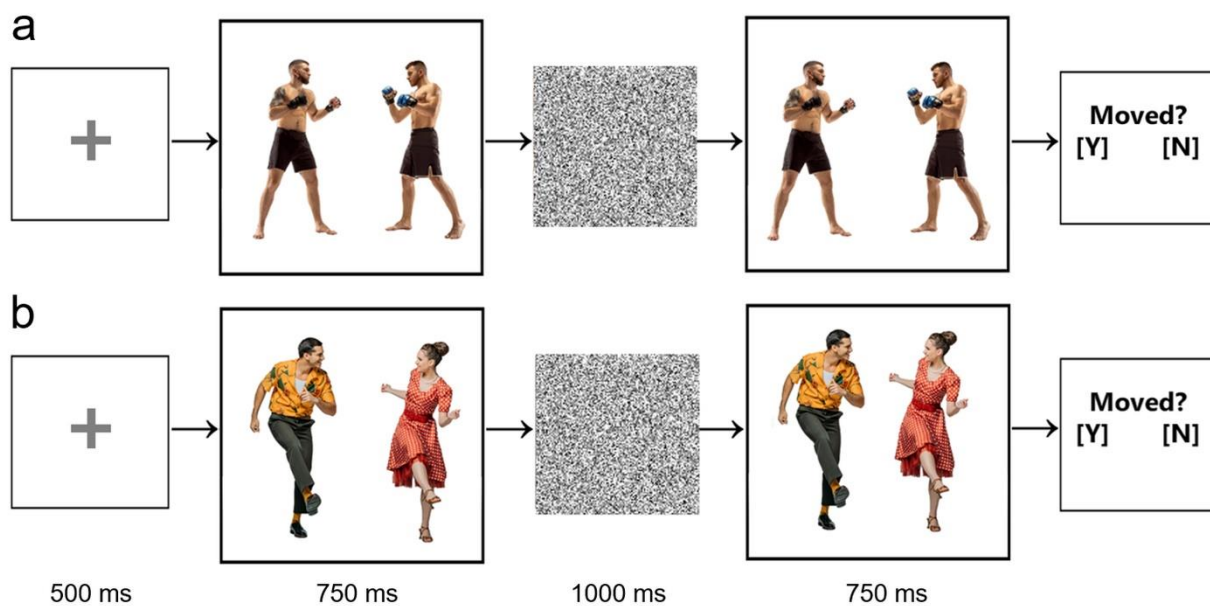 a
Moved?
[Y] [N]
b
Moved?
[Y] [N]
500 ms 750 ms 1000 ms 750 ms